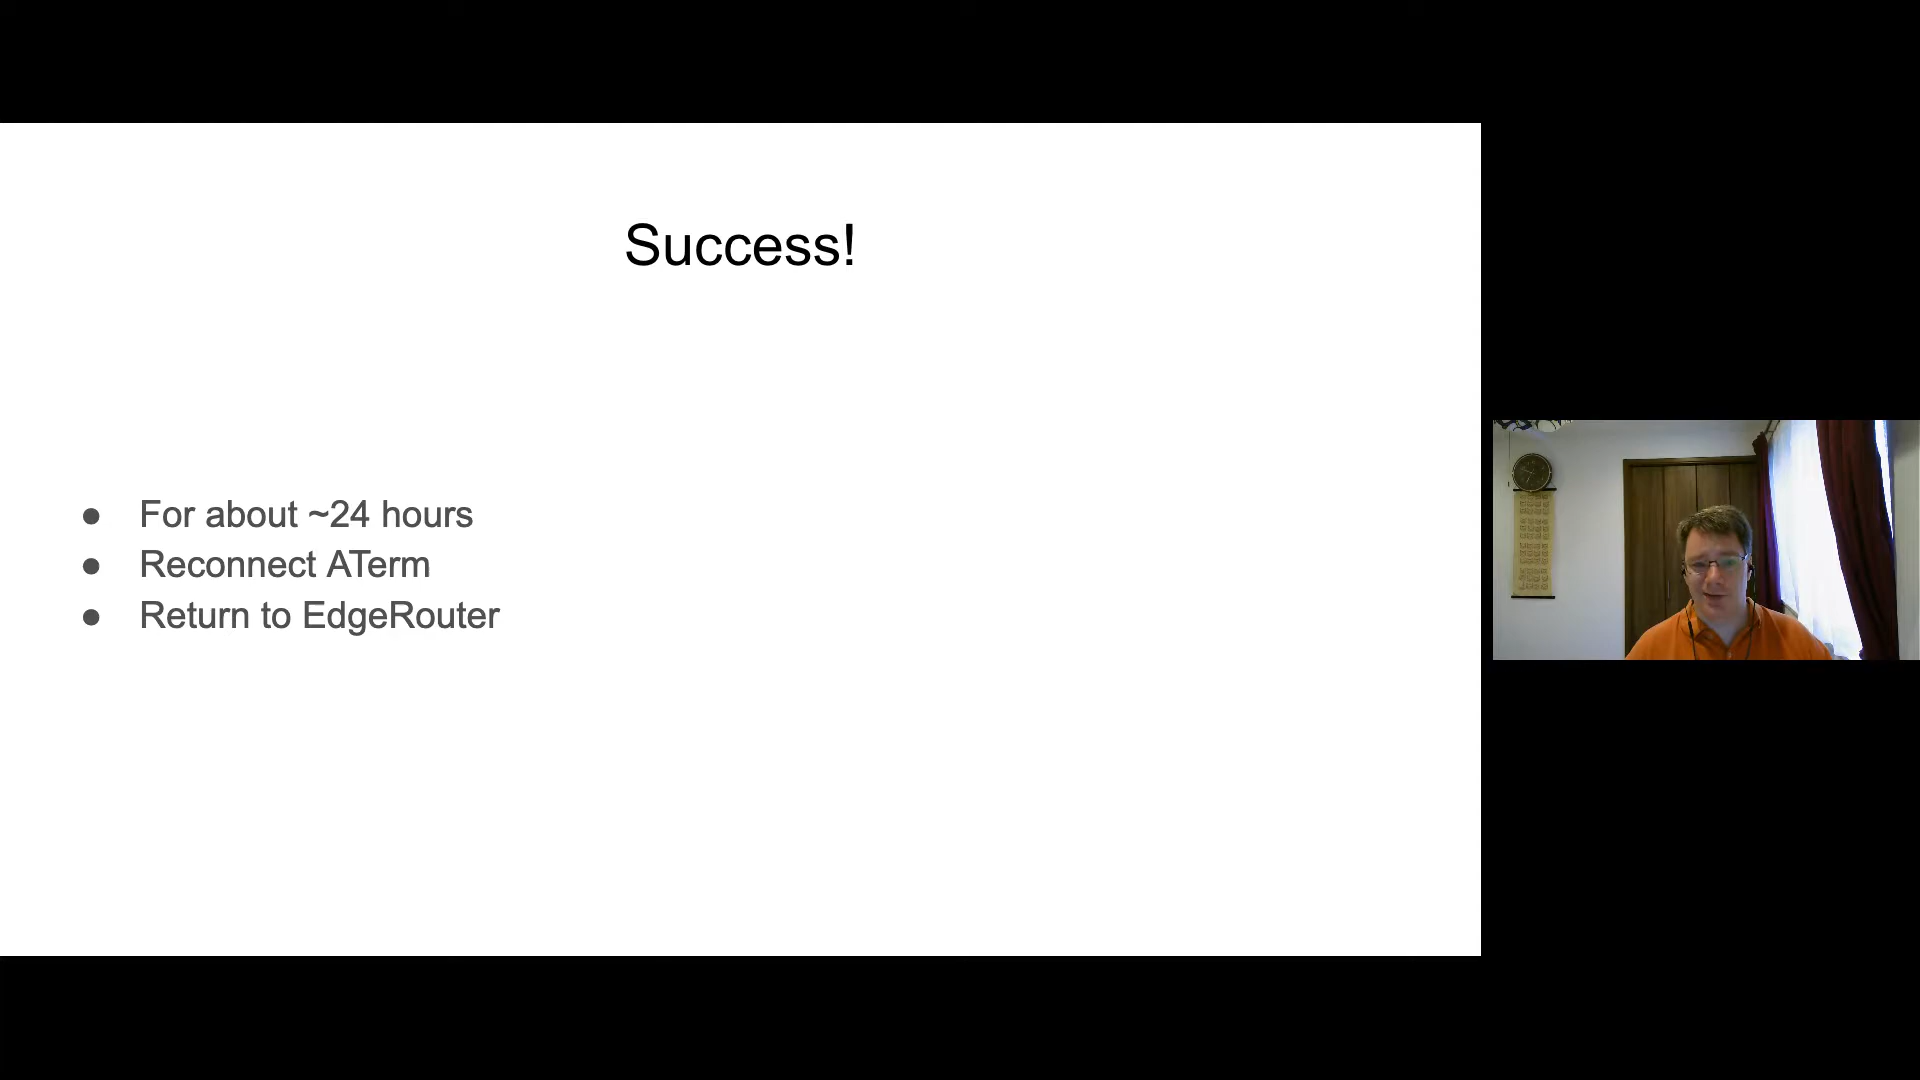 Success!
● For about ~24 hours
● Reconnect ATerm
● Return to EdgeRouter